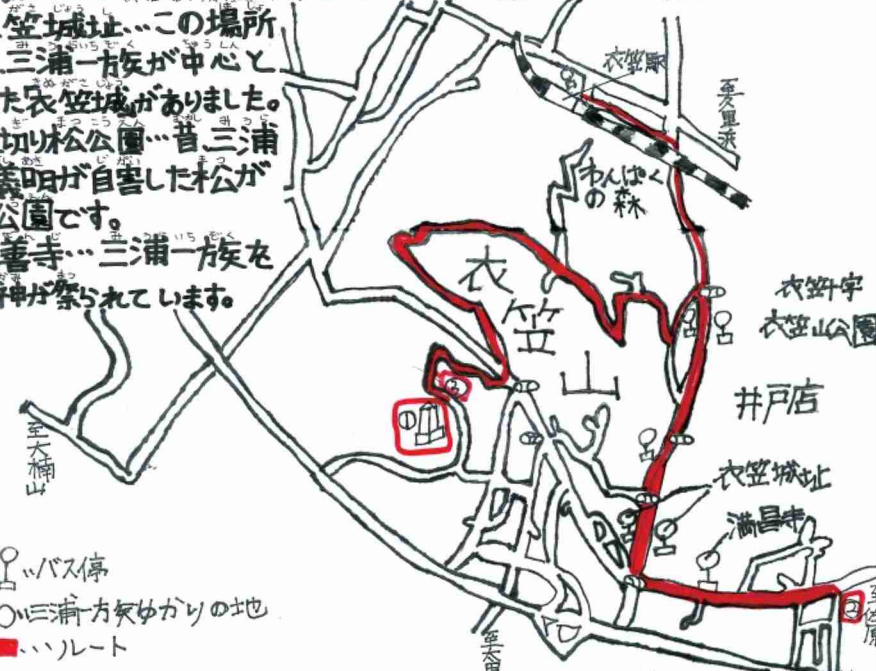 笠城址…この場所
三浦一族が中心と
た衣笠城がありました。
切り松公園…昔、三浦
義明が自害した松が
公園です。
善寺…三浦一族を
神が祭られています。
衣笠駅
至久里浜
わんぱく
の森
衣笠山
衣笠十字
衣笠山公園
井戸店
②
①
至大楠山
衣笠城址
満昌寺
バス停
三浦一族ゆかりの地
ルート